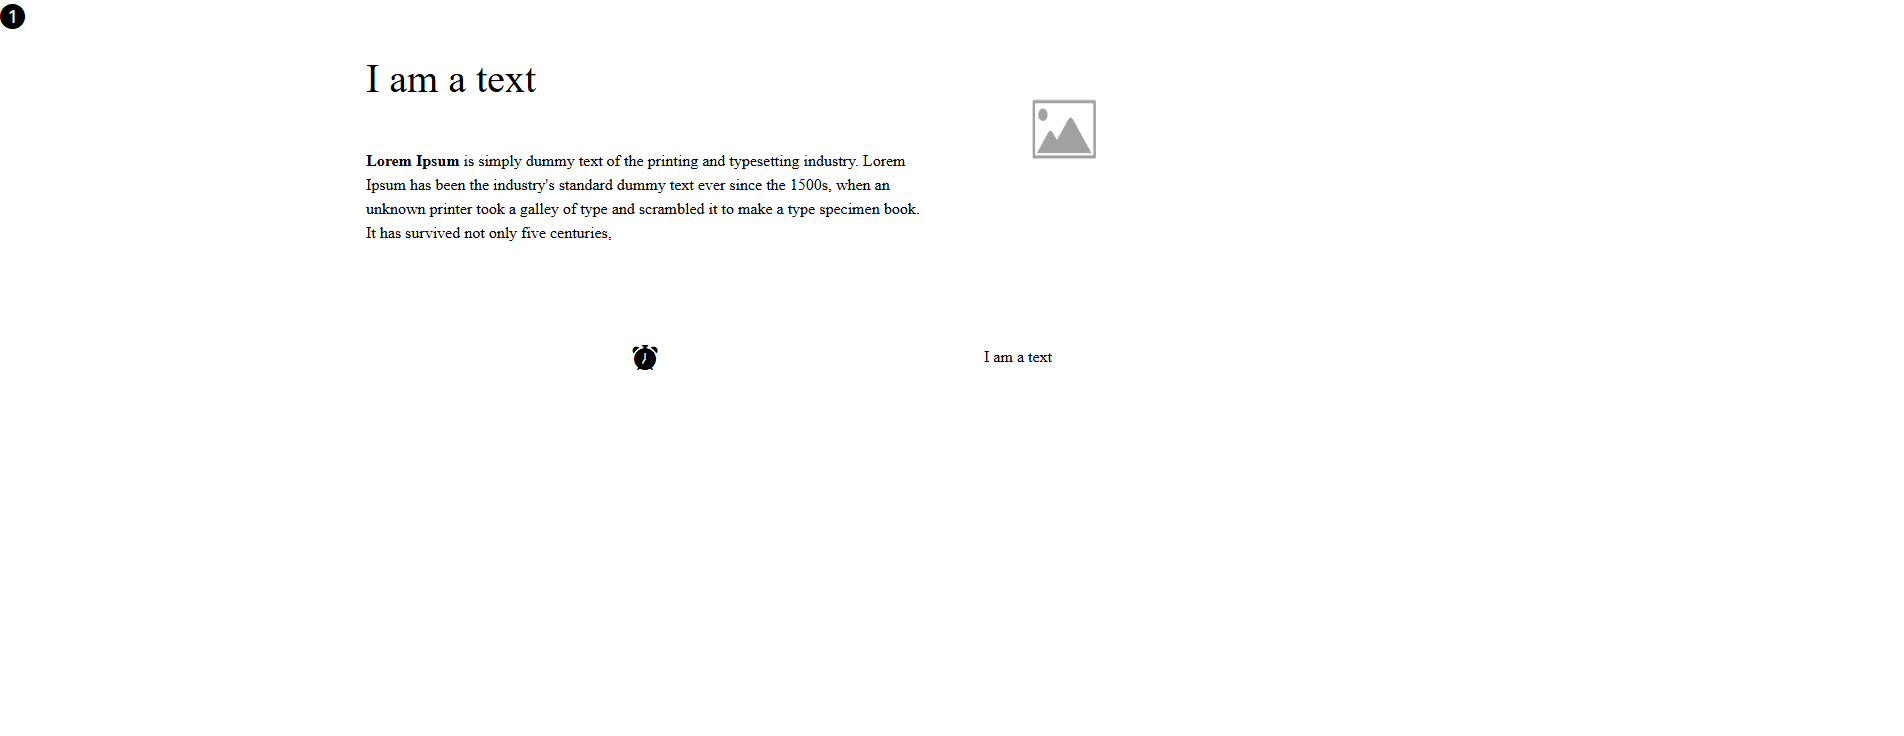 1
I am a text
Lorem Ipsum is simply dummy text of the printing and typesetting industry. Lorem
Ipsum has been the industry's standard dummy text ever since the 1500s, when an
unknown printer took a galley of type and scrambled it to make a type specimen book.
It has survived not only five centuries,
I am a text